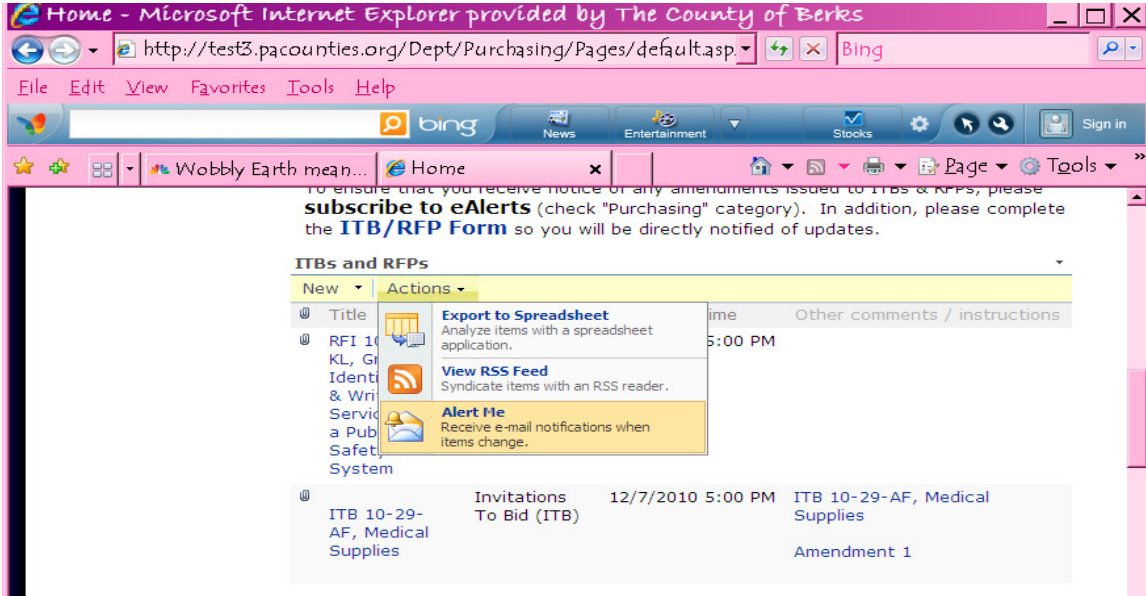 Home - Microsoft Internet Explorer provided by The County of Berks
http://test3.pacounties.org/Dept/Purchasing/Pages/default.asp
Bing
File Edit View Favorites Tools Help
bing News Entertainment Stocks Sign in
Wobbly Earth mean... Home Page Tools
To ensure that you receive notice of any amendments issued to ITBs & RFPs, please
subscribe to eAlerts (check "Purchasing" category). In addition, please complete
the ITB/RFP Form so you will be directly notified of updates.
ITBs and RFPs
New Actions
Title ime Other comments / instructions
Export to Spreadsheet
Analyze items with a spreadsheet
application.
View RSS Feed
Syndicate items with an RSS reader.
Alert Me
Receive e-mail notifications when
items change.
RFI 10 5:00 PM
KL, Gr
Identi
& Wri
Servic
a Pub
Safet
System
Invitations 12/7/2010 5:00 PM ITB 10-29-AF, Medical
ITB 10-29- To Bid (ITB) Supplies
AF, Medical
Supplies Amendment 1